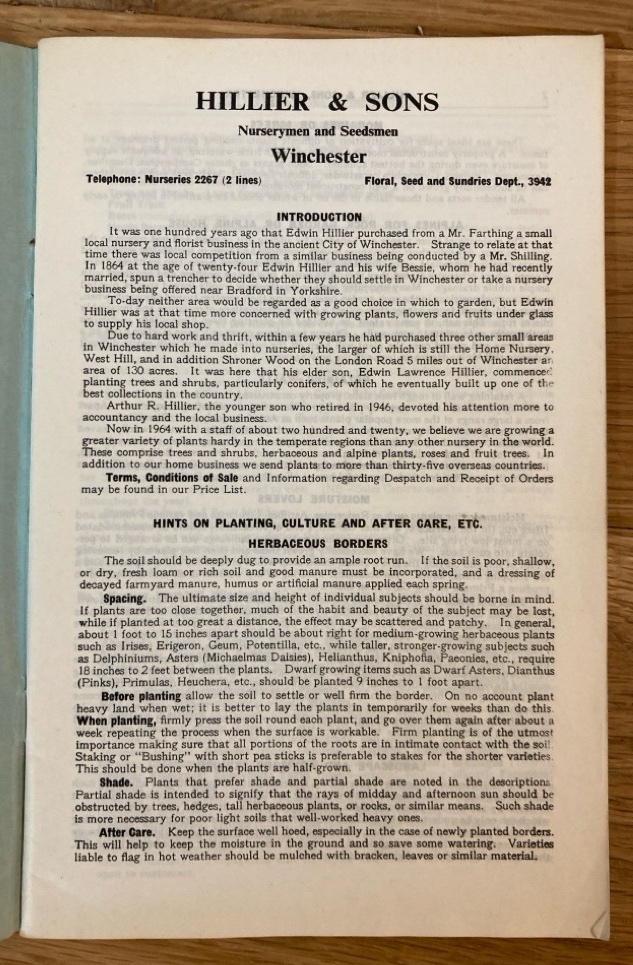 HILLIER & SONS
Nurserymen and Seedsmen
Winchester
Telephone: Nurseries 2267 (2 lines) Floral, Seed and Sundries Dept., 3942
INTRODUCTION
It was one hundred years ago that Edwin Hillier purchased from a Mr. Farthing a small
local nursery and florist business in the ancient City of Winchester. Strange to relate at that
time there was local competition from a similar business being conducted by a Mr. Shilling.
In 1864 at the age of twenty-four Edwin Hillier and his wife Bessie, whom he had recently
married, spun a trencher to decide whether they should settle in Winchester or take a nursery
business being offered near Bradford in Yorkshire.
To-day neither area would be regarded as a good choice in which to garden, but Edwin
Hillier was at that time more concerned with growing plants, flowers and fruits under glass
to supply his local shop.
Due to hard work and thrift, within a few years he had purchased three other small areas
in Winchester which he made into nurseries, the larger of which is still the Home Nursery,
West Hill, and in addition Shroner Wood on the London Road 5 miles out of Winchester an
area of 130 acres. It was here that his elder son, Edwin Lawrence Hillier, commenced
planting trees and shrubs, particularly conifers, of which he eventually built up one of the
best collections in the country.
Arthur R. Hillier, the younger son who retired in 1946, devoted his attention more to
accountancy and the local business.
Now in 1964 with a staff of about two hundred and twenty, we believe we are growing a
greater variety of plants hardy in the temperate regions than any other nursery in the world.
These comprise trees and shrubs, herbaceous and alpine plants, roses and fruit trees. In
addition to our home business we send plants to more than thirty-five overseas countries.
Terms, Conditions of Sale and Information regarding Despatch and Receipt of Orders
may be found in our Price List.
HINTS ON PLANTING, CULTURE AND AFTER CARE, ETC.
HERBACEOUS BORDERS
The soil should be deeply dug to provide an ample root run. If the soil is poor, shallow,
or dry, fresh loam or rich soil and good manure must be incorporated, and a dressing of
decayed farmyard manure, humus or artificial manure applied each spring.
Spacing. The ultimate size and height of individual subjects should be borne in mind.
If plants are too close together, much of the habit and beauty of the subject may be lost,
while if planted at too great a distance, the effect may be scattered and patchy. In general,
about 1 foot to 15 inches apart should be about right for medium-growing herbaceous plants
such as Irises, Erigeron, Geum, Potentilla, etc., while taller, stronger-growing subjects such
as Delphiniums, Asters (Michaelmas Daisies), Helianthus, Kniphofia, Paeonies, etc., require
18 inches to 2 feet between the plants. Dwarf growing items such as Dwarf Asters, Dianthus
(Pinks), Primulas, Heuchera, etc., should be planted 9 inches to 1 foot apart.
Before planting allow the soil to settle or well firm the border. On no account plant
heavy land when wet; it is better to lay the plants in temporarily for weeks than do this.
When planting, firmly press the soil round each plant, and go over them again after about a
week repeating the process when the surface is workable. Firm planting is of the utmost
importance making sure that all portions of the roots are in intimate contact with the soil.
Staking or "Bushing" with short pea sticks is preferable to stakes for the shorter varieties.
This should be done when the plants are half-grown.
Shade. Plants that prefer shade and partial shade are noted in the descriptions.
Partial shade is intended to signify that the rays of midday and afternoon sun should be
obstructed by trees, hedges, tall herbaceous plants, or rocks, or similar means. Such shade
is more necessary for poor light soils that well-worked heavy ones.
After Care. Keep the surface well hoed, especially in the case of newly planted borders.
This will help to keep the moisture in the ground and so save some watering. Varieties
liable to flag in hot weather should be mulched with bracken, leaves or similar material.